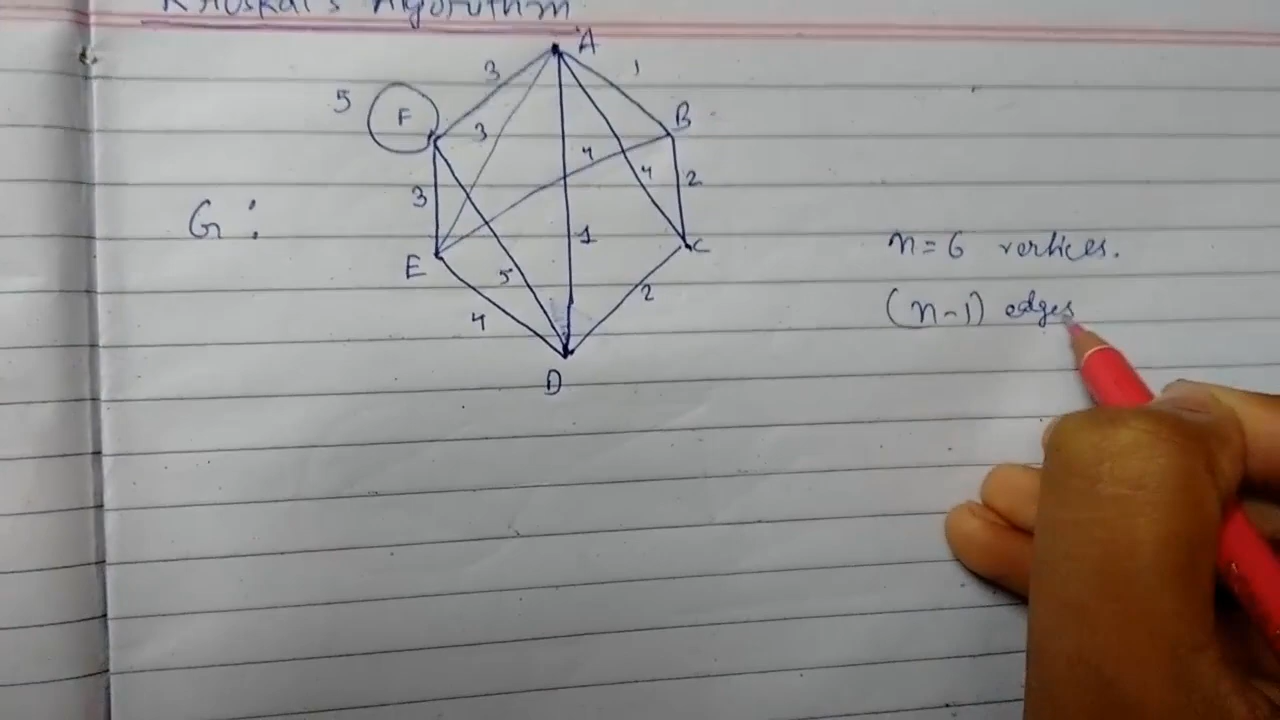 Kruskal's Algorithm
A
3
1
5
F
B
3
4
4
2
3
G:
1
C
E
5
2
4
D
n=6 vertices.
(n-1) edges